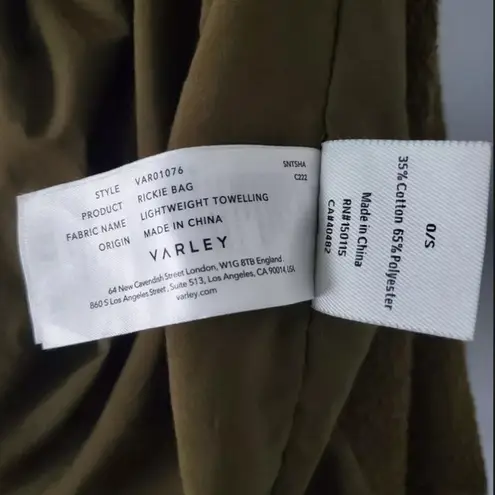 STYLE VAR01076
PRODUCT RICKIE BAG
FABRIC NAME LIGHTWEIGHT TOWELLING
ORIGIN MADE IN CHINA
SNTSHA
C222
VARLEY
64 New Cavendish Street London, W1G 8TB England
860 S Los Angeles Street, Suite 513, Los Angeles, CA 90014, USA
varley.com
O/S
35% Cotton 65% Polyester
Made in China
RN# 150115
CA#40482